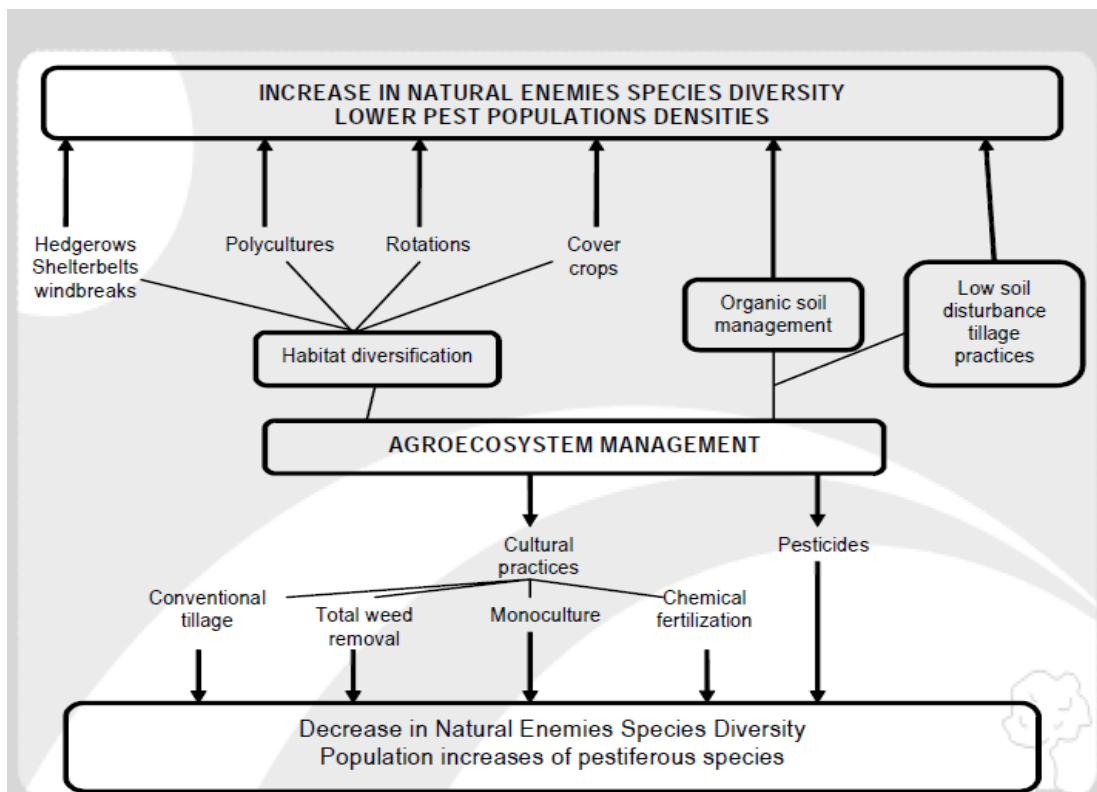 INCREASE IN NATURAL ENEMIES SPECIES DIVERSITY
LOWER PEST POPULATIONS DENSITIES
Hedgerows
Shelterbelts
windbreaks
Polycultures
Rotations
Cover
crops
Organic soil
management
Low soil
disturbance
tillage
practices
Habitat diversification
AGROECOSYSTEM MANAGEMENT
Cultural
practices
Pesticides
Conventional
tillage
Total weed
removal
Monoculture
Chemical
fertilization
Decrease in Natural Enemies Species Diversity
Population increases of pestiferous species